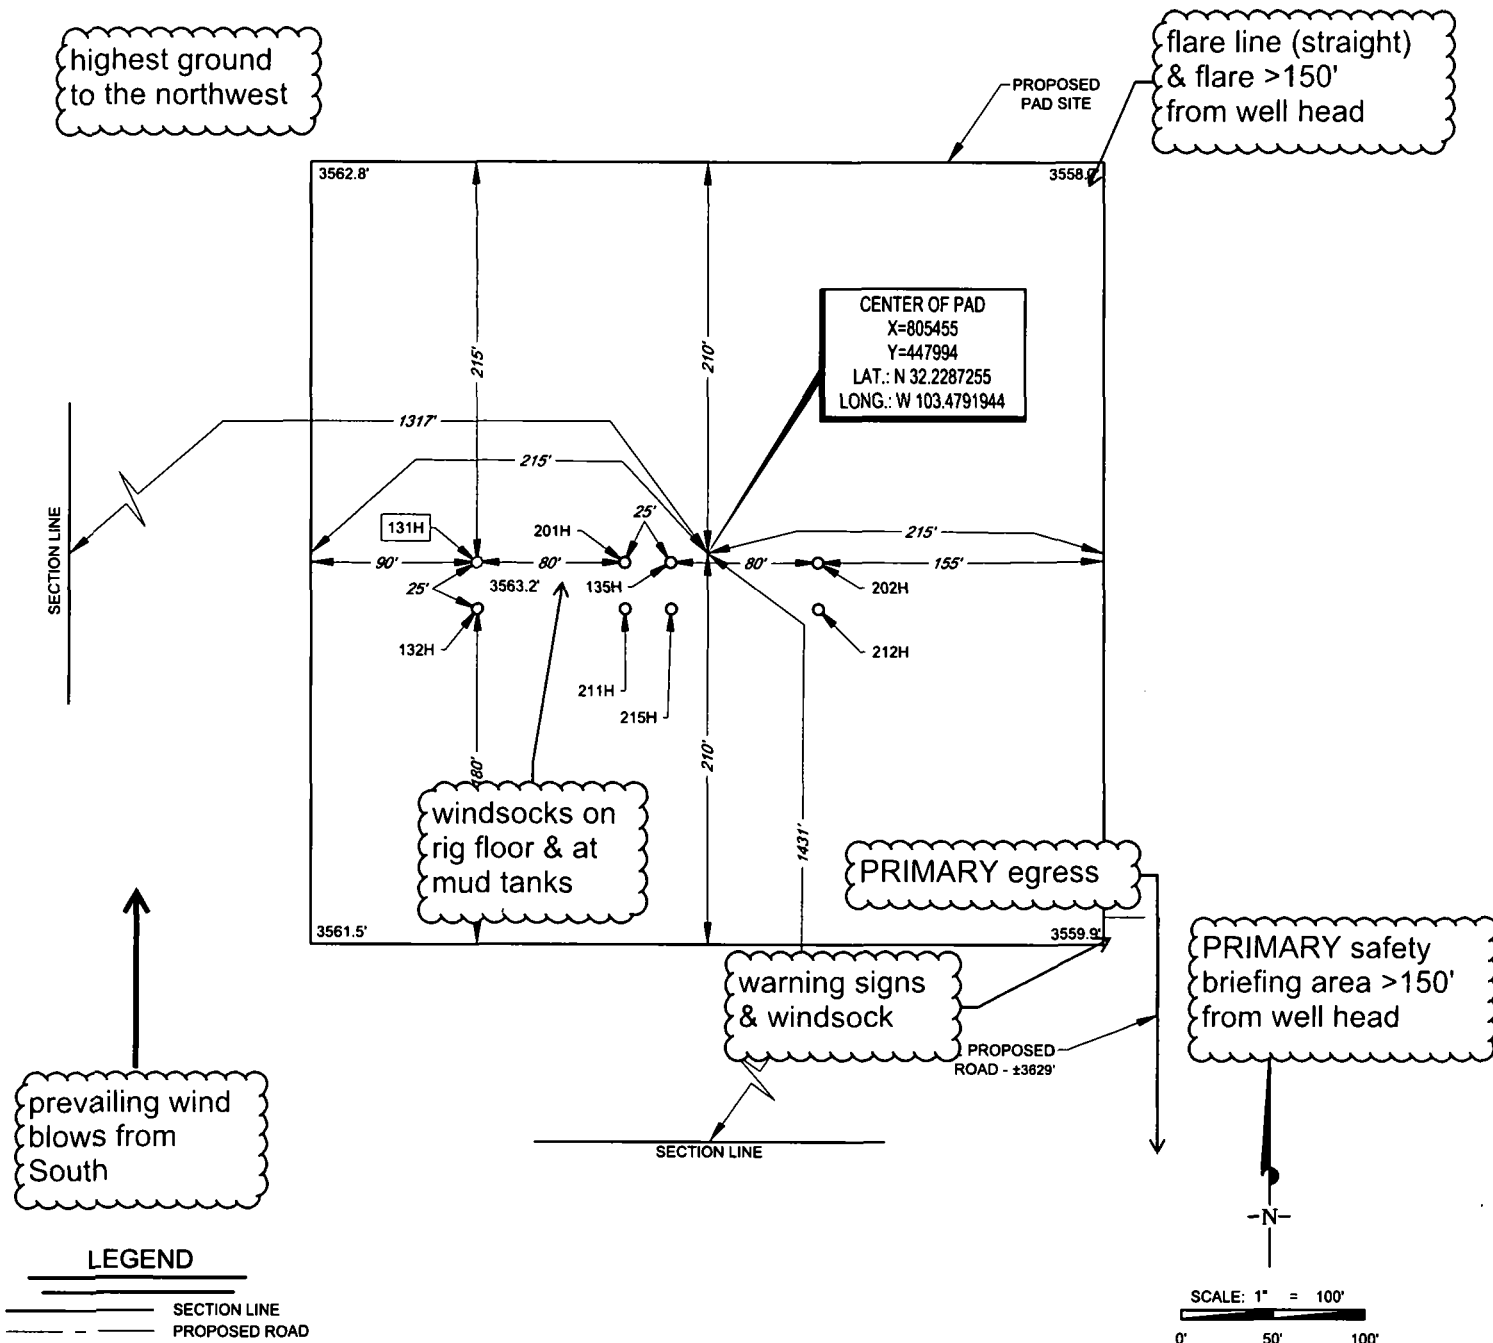 highest ground
to the northwest
flare line (straight)
& flare >150'
from well head
PROPOSED
PAD SITE
3562.8'
3558.0'
CENTER OF PAD
X=805455
Y=447994
LAT.: N 32.2287255
LONG.: W 103.4791944
215'
210'
1317'
215'
SECTION LINE
131H
201H
25'
215'
90'
80'
80'
155'
25'
3563.2'
135H
202H
132H
212H
211H
215H
180'
210'
1431'
windsocks on
rig floor & at
mud tanks
PRIMARY egress
3561.5'
3559.9'
PRIMARY safety
briefing area >150'
from well head
warning signs
& windsock
PROPOSED
ROAD - ±3629'
prevailing wind
blows from
South
SECTION LINE
-N-
LEGEND
SECTION LINE
PROPOSED ROAD
SCALE: 1" = 100'
0' 50' 100'